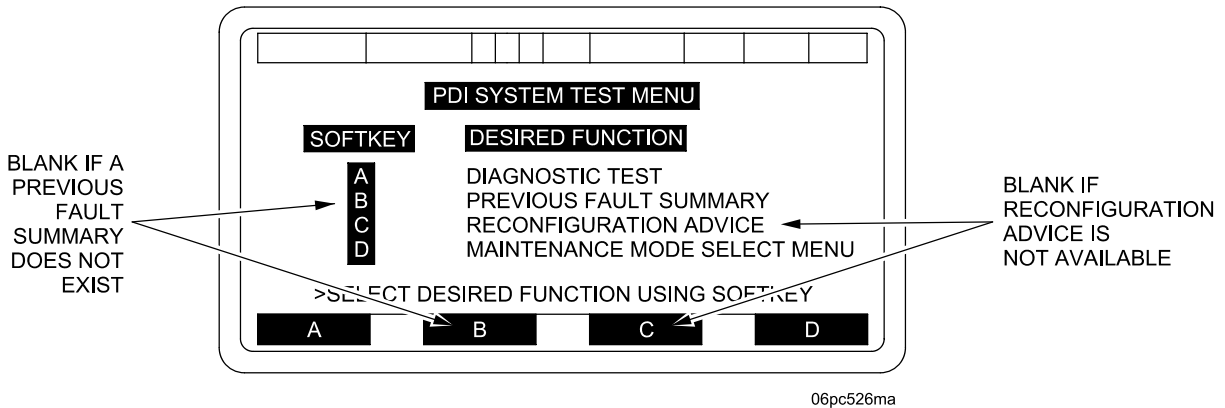 PDI SYSTEM TEST MENU
SOFTKEY DESIRED FUNCTION
A DIAGNOSTIC TEST
B PREVIOUS FAULT SUMMARY
C RECONFIGURATION ADVICE
D MAINTENANCE MODE SELECT MENU
>SELECT DESIRED FUNCTION USING SOFTKEY
A B C D
BLANK IF A
PREVIOUS
FAULT
SUMMARY
DOES NOT
EXIST
BLANK IF
RECONFIGURATION
ADVICE IS
NOT AVAILABLE
06pc526ma